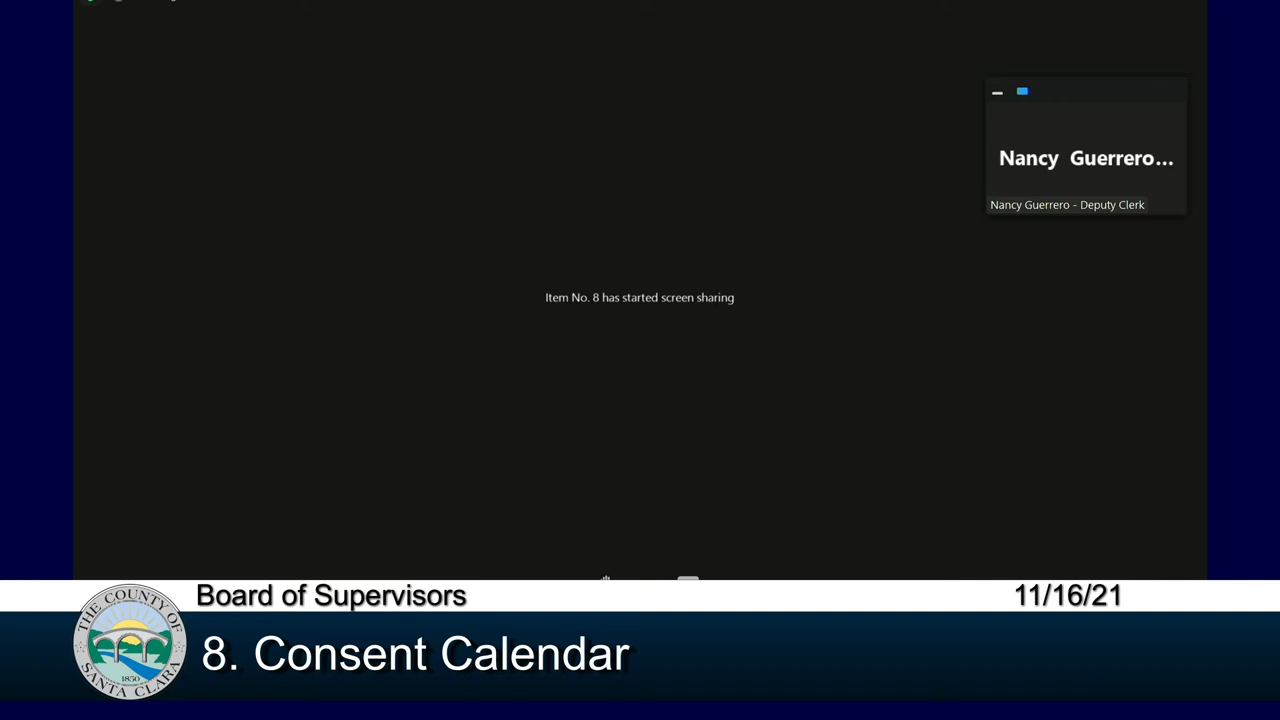 Nancy Guerrero...
Nancy Guerrero - Deputy Clerk
Item No. 8 has started screen sharing
Board of Supervisors
11/16/21
8. Consent Calendar
THE COUNTY OF
SANTA CLARA
1850